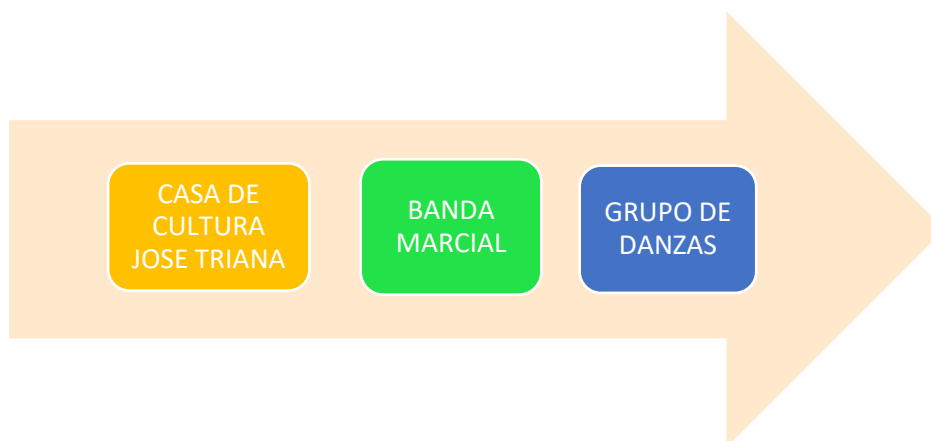 CASA DE
CULTURA
JOSE TRIANA
BANDA
MARCIAL
GRUPO DE
DANZAS